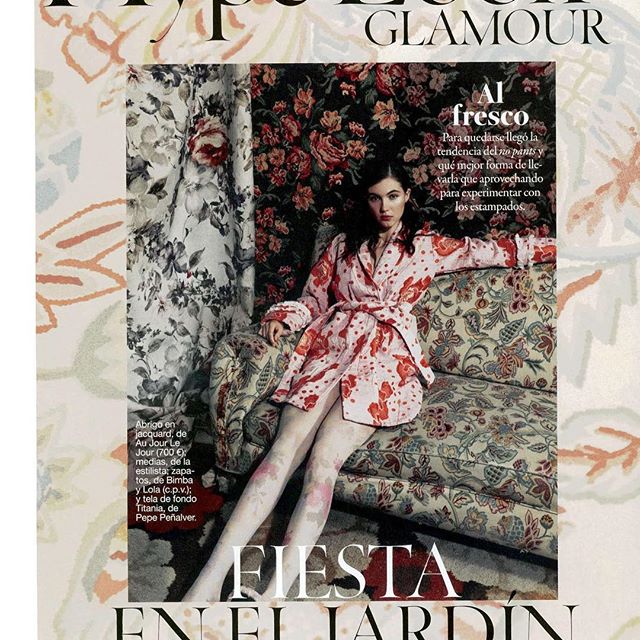 Hype Look
GLAMOUR
Al
fresco
Para quedarse llegó la
tendencia del no pants y
qué mejor forma de lle-
varla que aprovechando
para experimentar con
los estampados.
Abrigo en
jacquard, de
Au Jour Le
Jour (700 €);
medias, de la
estilista; zapa-
tos, de Bimba
y Lola (c.p.v.);
y tela de fondo
Titania, de
Pepe Peñalver.
FIESTA
EN EL JARDÍN